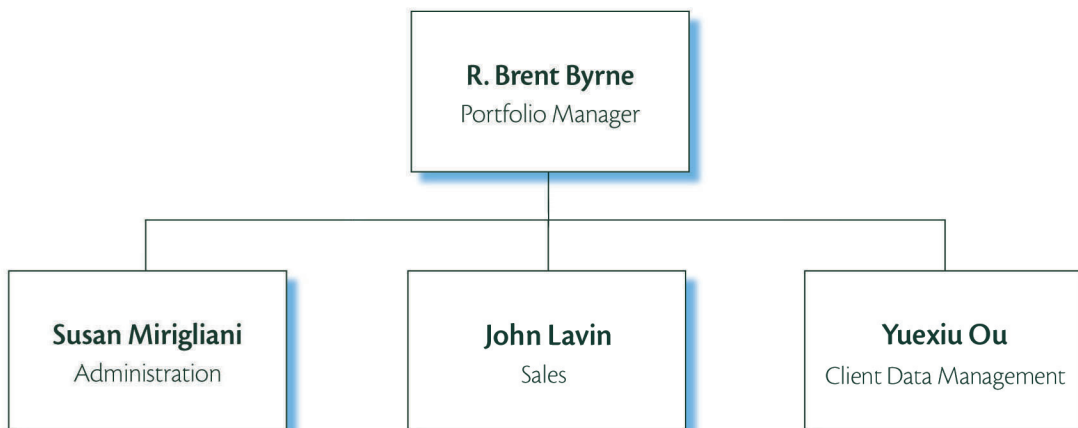 R. Brent Byrne
Portfolio Manager
Susan Mirigliani
Administration
John Lavin
Sales
Yuexiu Ou
Client Data Management